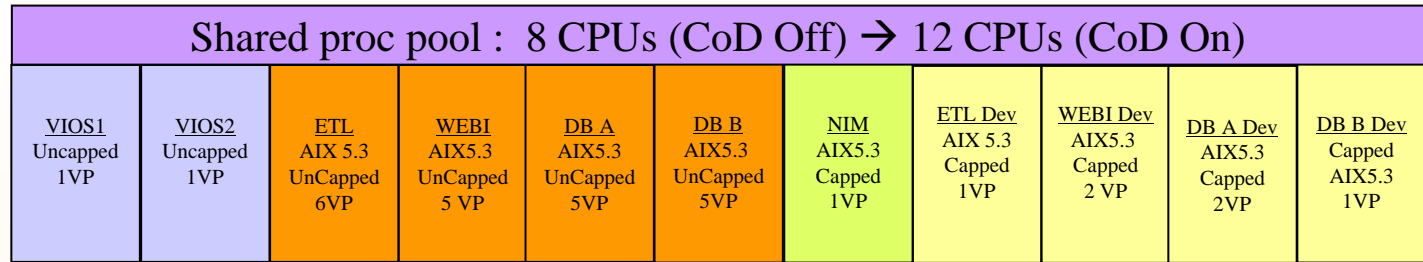 Shared proc pool : 8 CPUs (CoD Off) → 12 CPUs (CoD On)
VIOS1
Uncapped
1VP
VIOS2
Uncapped
1VP
ETL
AIX 5.3
UnCapped
6VP
WEBI
AIX5.3
UnCapped
5 VP
DB A
AIX5.3
UnCapped
5VP
DB B
AIX5.3
UnCapped
5VP
NIM
AIX5.3
Capped
1VP
ETL Dev
AIX 5.3
Capped
1VP
WEBI Dev
AIX5.3
Capped
2 VP
DB A Dev
AIX5.3
Capped
2VP
DB B Dev
Capped
AIX5.3
1VP